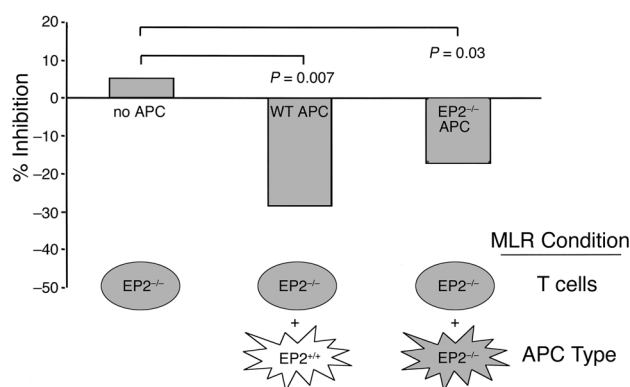 20
10
0
−10
−20
−30
−40
−50
% Inhibition
P = 0.03
P = 0.007
no APC
WT APC
EP2−/−
APC
MLR Condition
EP2−/−
EP2−/−
EP2−/−
T cells
+
+
EP2+/+
EP2−/−
APC Type